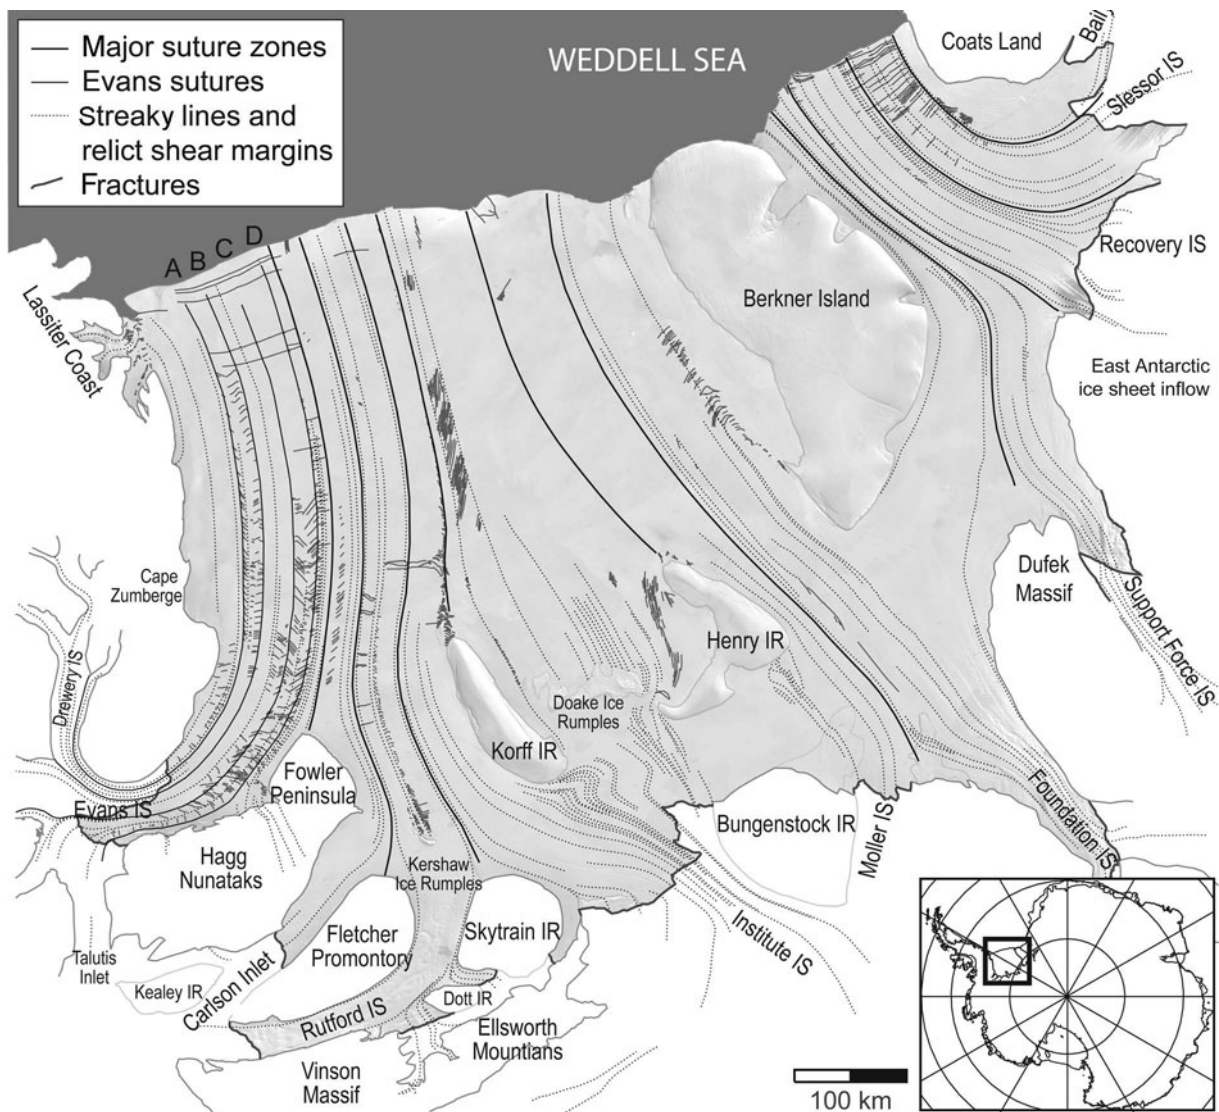 Major suture zones
Evans sutures
Streaky lines and
relict shear margins
Fractures
WEDDELL SEA
Coats Land
Bail
Slessor IS
Recovery IS
A B C D
Lassiter Coast
Berkner Island
East Antarctic
ice sheet inflow
Cape
Zumberge
Dufek
Massif
Support Force IS
Drewery IS
Henry IR
Doake Ice
Rumples
Korff IR
Fowler
Peninsula
Evans IS
Bungenstock IR
Moller IS
Foundation IS
Hagg
Nunataks
Kershaw
Ice Rumples
Institute IS
Talutis
Inlet
Kealey IR
Carlson Inlet
Fletcher
Promontory
Skytrain IR
Dott IR
Rutford IS
Ellsworth
Mountians
Vinson
Massif
100 km